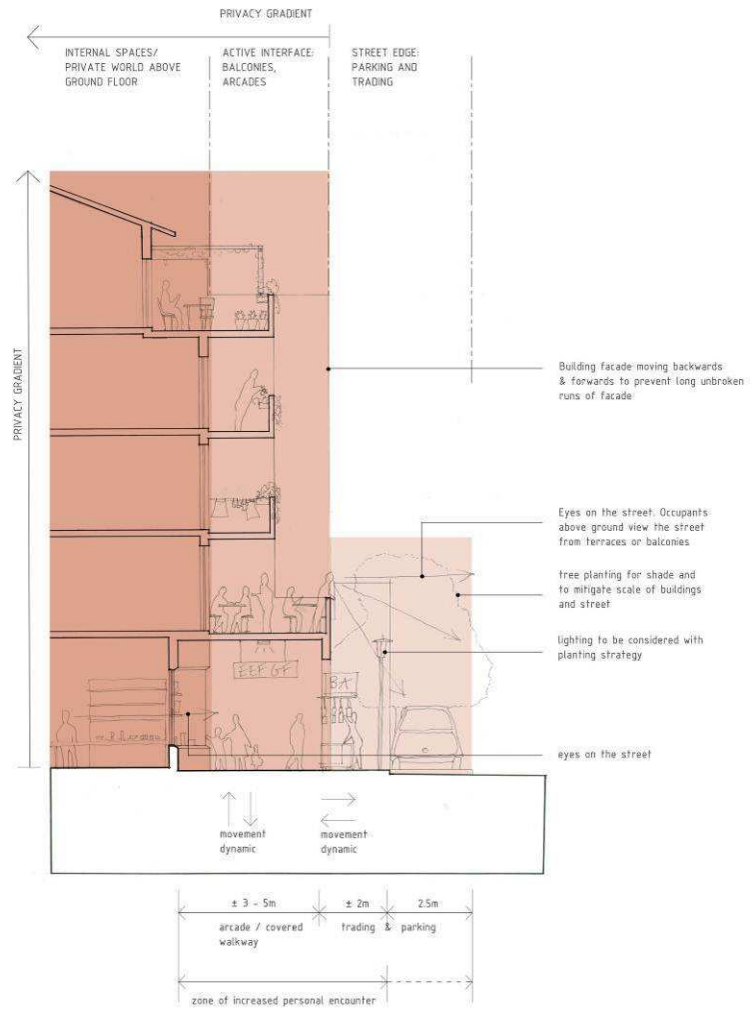 PRIVACY GRADIENT
INTERNAL SPACES/
PRIVATE WORLD ABOVE
GROUND FLOOR
ACTIVE INTERFACE:
BALCONIES,
ARCADES
STREET EDGE:
PARKING AND
TRADING
PRIVACY GRADIENT
Building facade moving backwards
& forwards to prevent long unbroken
runs of facade
Eyes on the street. Occupants
above ground view the street
from terraces or balconies
tree planting for shade and
to mitigate scale of buildings
and street
lighting to be considered with
planting strategy
BA
eyes on the street
movement
dynamic
movement
dynamic
± 3 - 5m
± 2m
2.5m
arcade / covered
walkway
trading & parking
zone of increased personal encounter